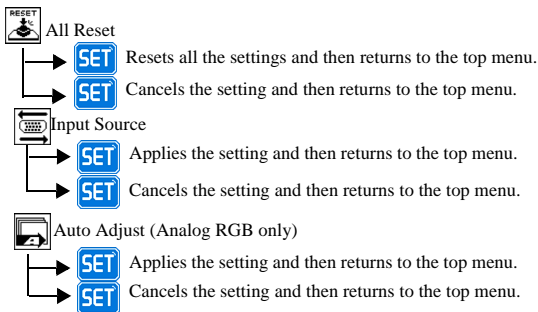 RESET
All Reset
SET Resets all the settings and then returns to the top menu.
SET Cancels the setting and then returns to the top menu.
Input Source
SET Applies the setting and then returns to the top menu.
SET Cancels the setting and then returns to the top menu.
A
Auto Adjust (Analog RGB only)
SET Applies the setting and then returns to the top menu.
SET Cancels the setting and then returns to the top menu.